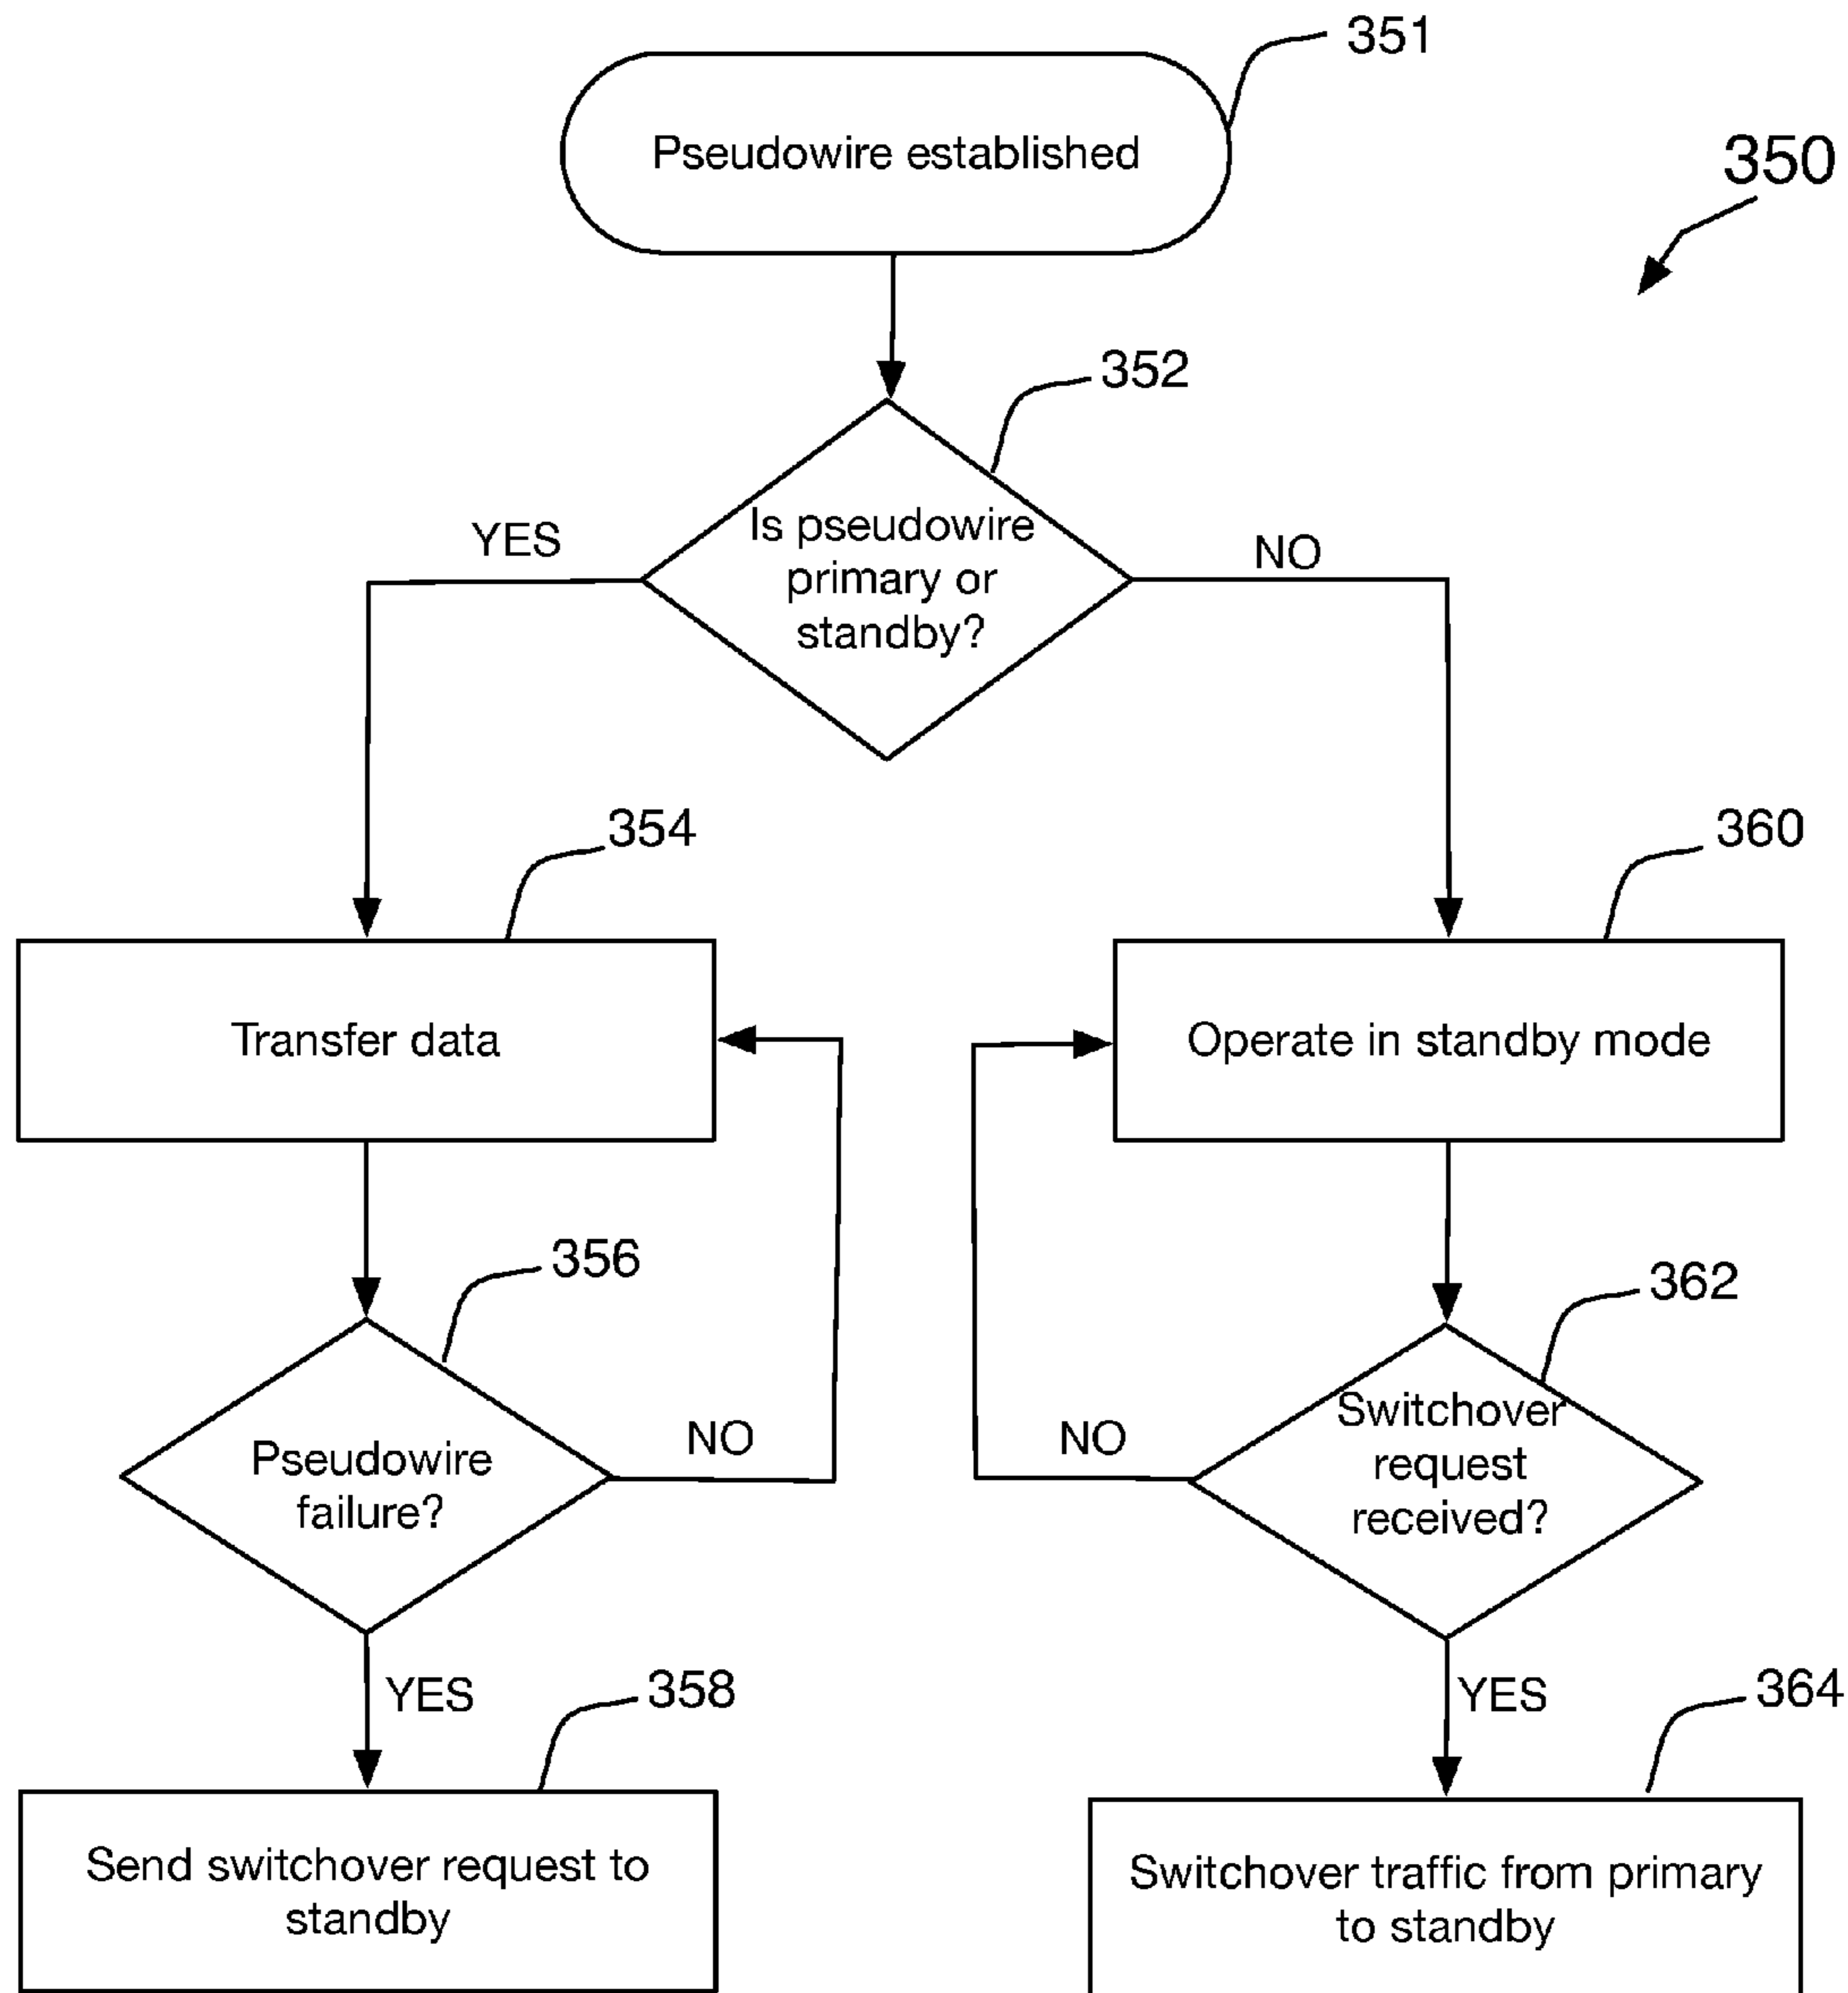 351
Pseudowire established
350
352
Is pseudowire
primary or
standby?
YES
NO
354
360
Transfer data
Operate in standby mode
356
362
Pseudowire
failure?
NO
NO
Switchover
request
received?
YES
358
YES
364
Send switchover request to
standby
Switchover traffic from primary
to standby